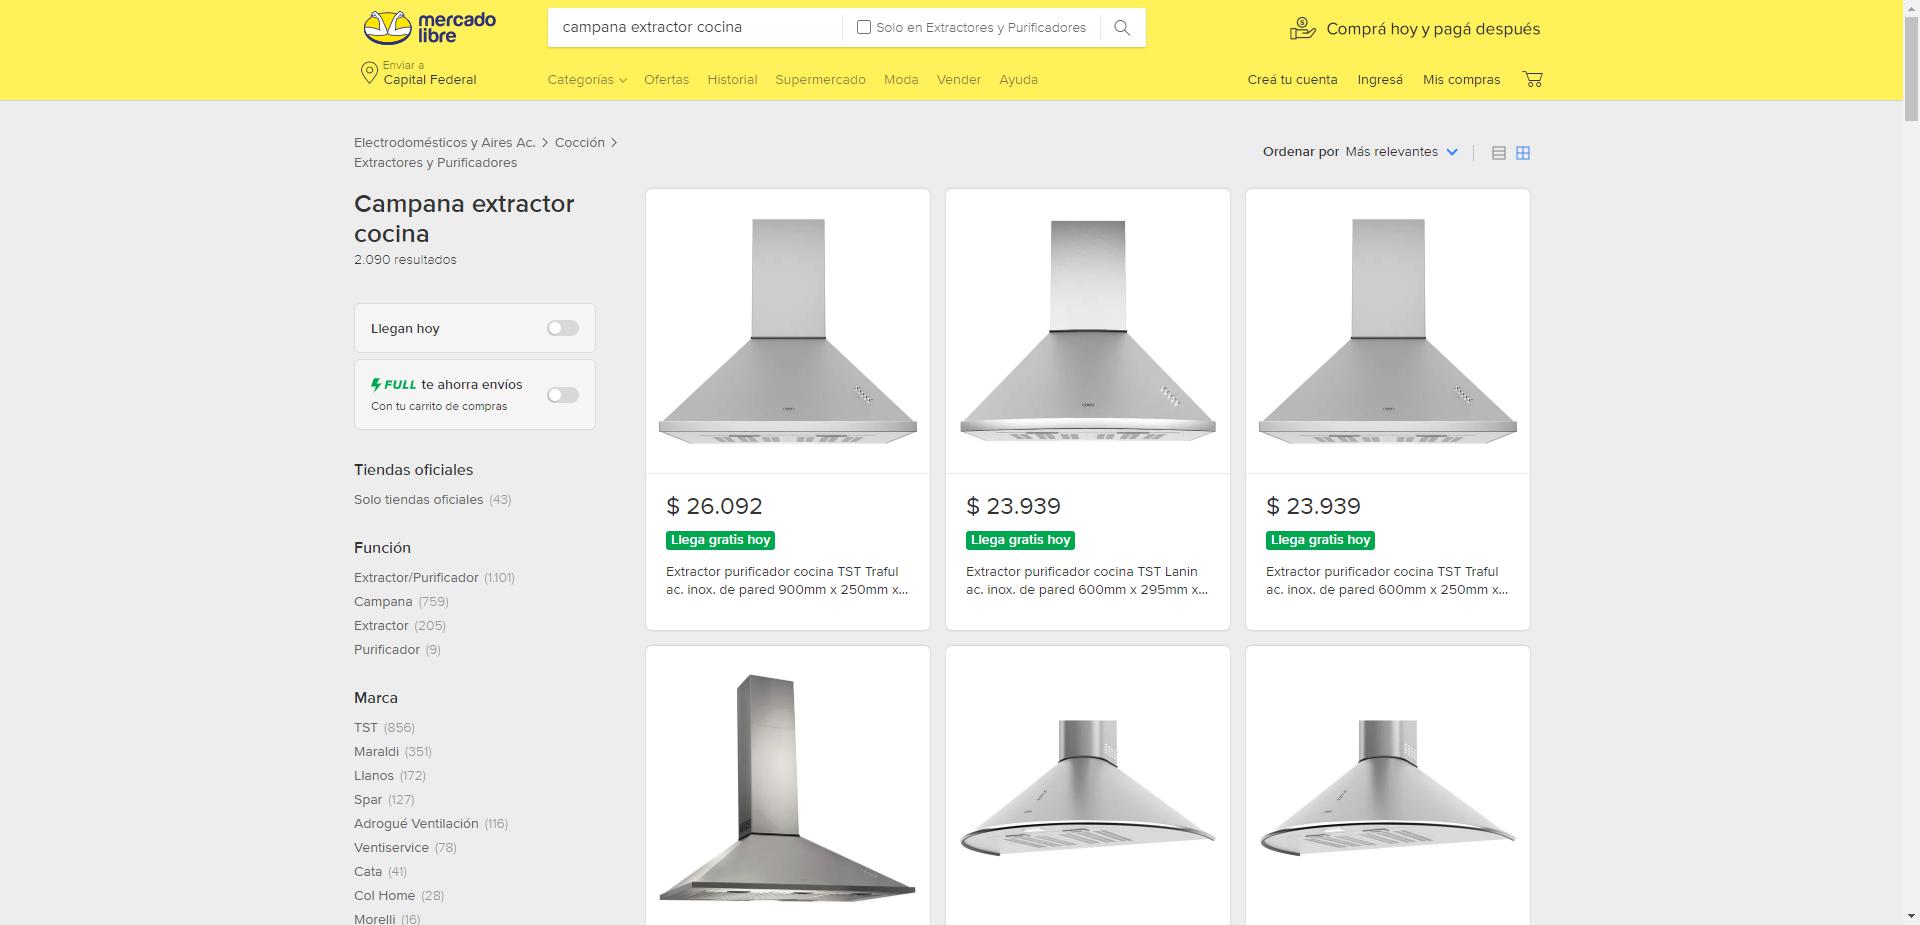 mercado
libre
campana extractor cocina
Solo en Extractores y Purificadores
Comprá hoy y pagá después
Enviar a
Capital Federal
Categorías
Ofertas
Historial
Supermercado
Moda
Vender
Ayuda
Creá tu cuenta
Ingresá
Mis compras
Electrodomésticos y Aires Ac. > Cocción >
Extractores y Purificadores
Ordenar por Más relevantes
Campana extractor
cocina
2.090 resultados
Llegan hoy
FULL te ahorra envíos
Con tu carrito de compras
Tiendas oficiales
Solo tiendas oficiales (43)
Función
Extractor/Purificador (1.101)
Campana (759)
Extractor (205)
Purificador (9)
Marca
TST (856)
Maraldi (351)
Llanos (172)
Spar (127)
Adrogué Ventilación (116)
Ventiservice (78)
Cata (41)
Col Home (28)
Morelli (16)
$ 26.092
Llega gratis hoy
Extractor purificador cocina TST Traful
ac. inox. de pared 900mm x 250mm x...
$ 23.939
Llega gratis hoy
Extractor purificador cocina TST Lanin
ac. inox. de pared 600mm x 295mm x...
$ 23.939
Llega gratis hoy
Extractor purificador cocina TST Traful
ac. inox. de pared 600mm x 250mm x...